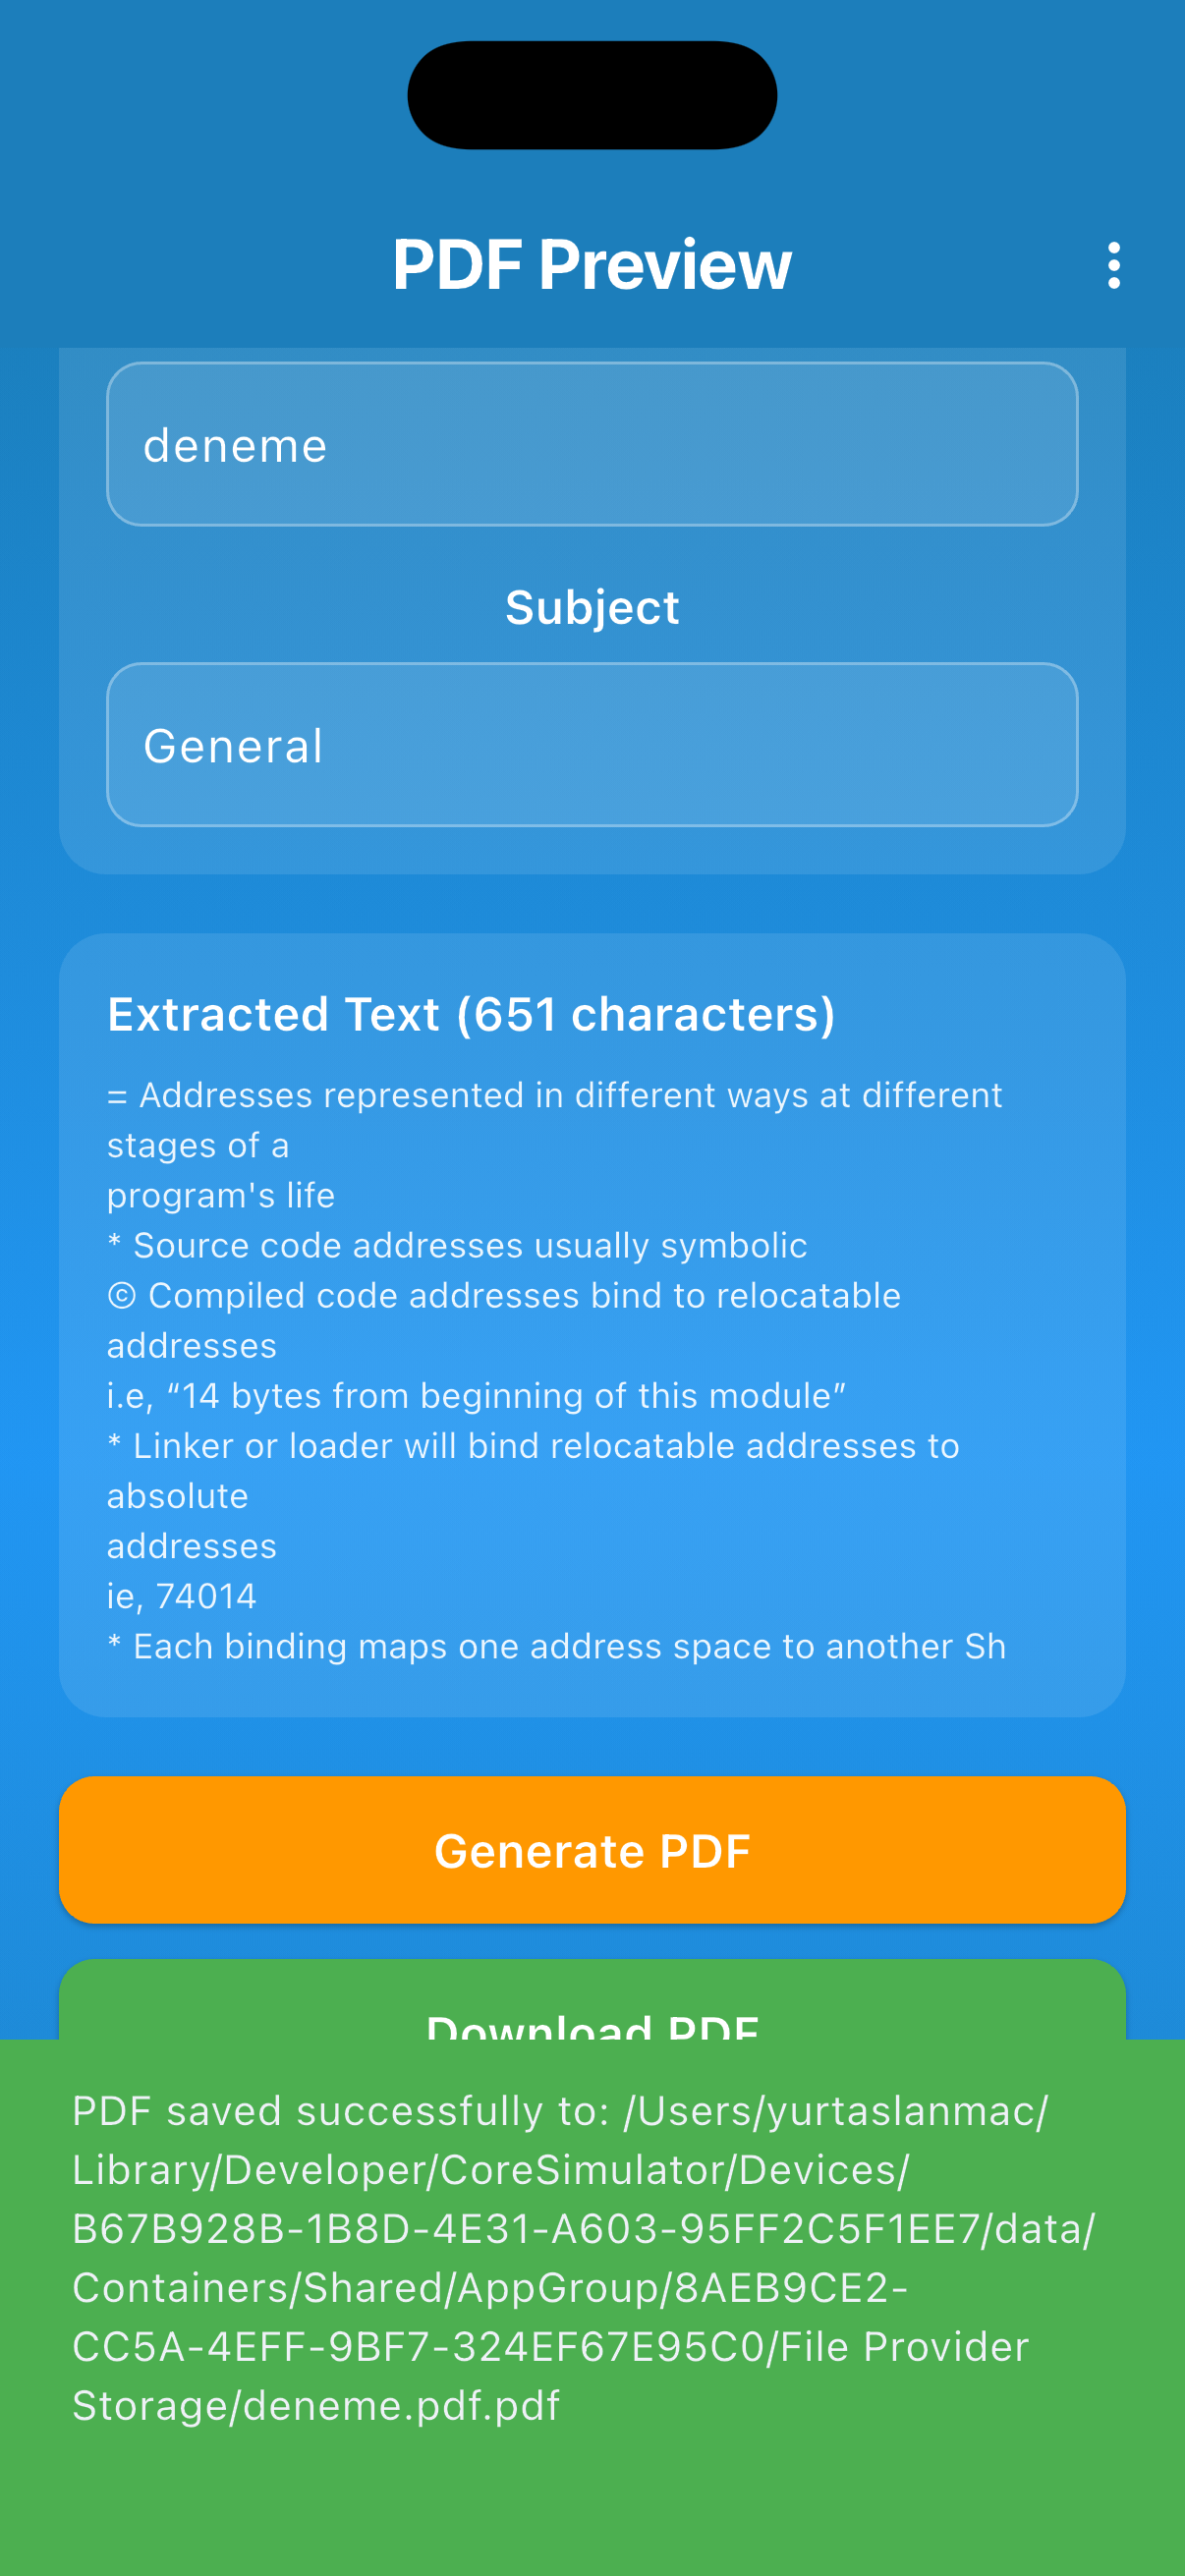 PDF Preview
deneme
Subject
General
Extracted Text (651 characters)
= Addresses represented in different ways at different
stages of a
program's life
* Source code addresses usually symbolic
© Compiled code addresses bind to relocatable
addresses
i.e, “14 bytes from beginning of this module”
* Linker or loader will bind relocatable addresses to
absolute
addresses
ie, 74014
* Each binding maps one address space to another Sh
Generate PDF
Download PDF
PDF saved successfully to: /Users/yurtaslanmac/
Library/Developer/CoreSimulator/Devices/
B67B928B-1B8D-4E31-A603-95FF2C5F1EE7/data/
Containers/Shared/AppGroup/8AEB9CE2-
CC5A-4EFF-9BF7-324EF67E95C0/File Provider
Storage/deneme.pdf.pdf